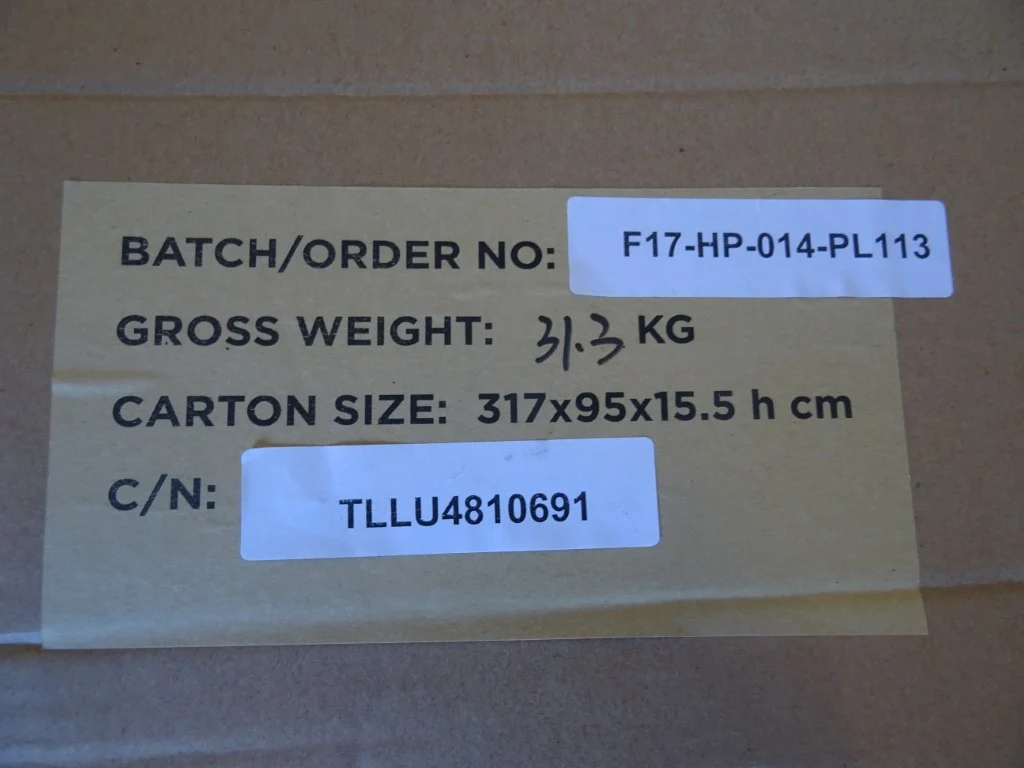 BATCH/ORDER NO: F17-HP-014-PL113
GROSS WEIGHT: 31.3 KG
CARTON SIZE: 317x95x15.5 h cm
C/N: TLLU4810691